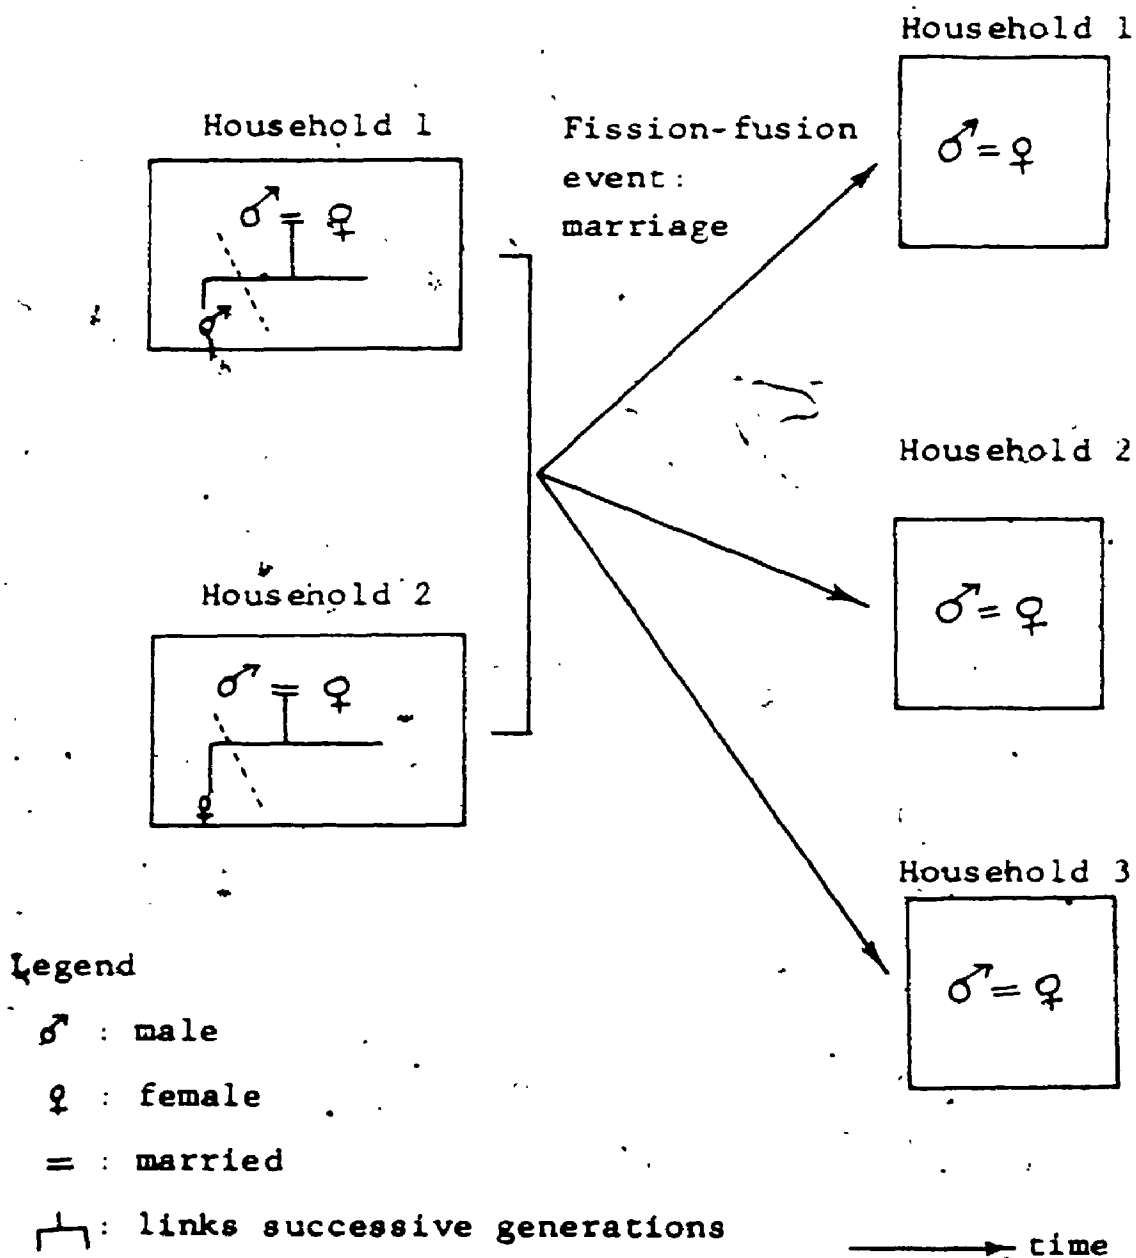 Household 1
Household 1
Fission-fusion
event:
marriage
♂ = ♀
♂ = ♀
♂
Household 2
Household 2
♂ = ♀
♂ = ♀
♀
Household 3
♂ = ♀
Legend
♂ : male
♀ : female
= : married
: links successive generations
time